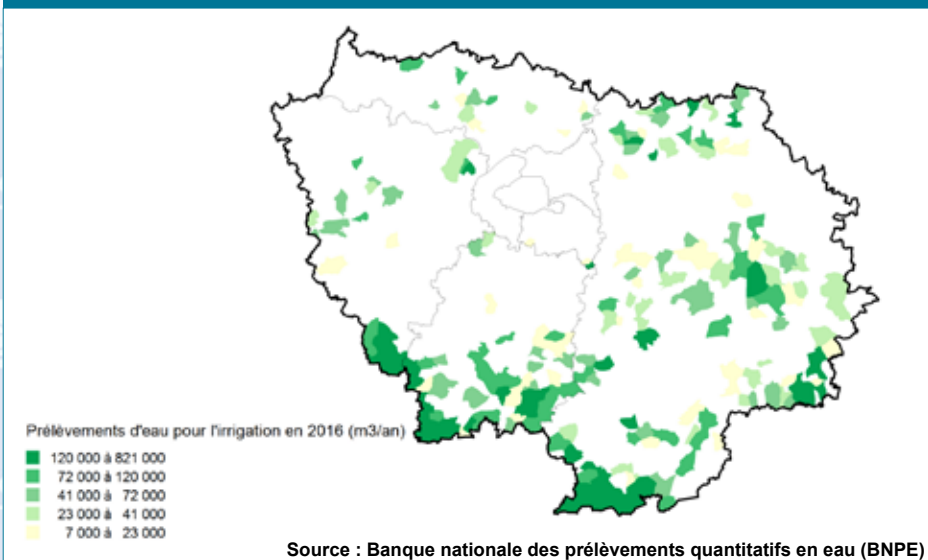 Prélèvements d'eau pour l'irrigation en 2016 (m3/an)
120 000 à 821 000
72 000 à 120 000
41 000 à 72 000
23 000 à 41 000
7 000 à 23 000
Source : Banque nationale des prélèvements quantitatifs en eau (BNPE)